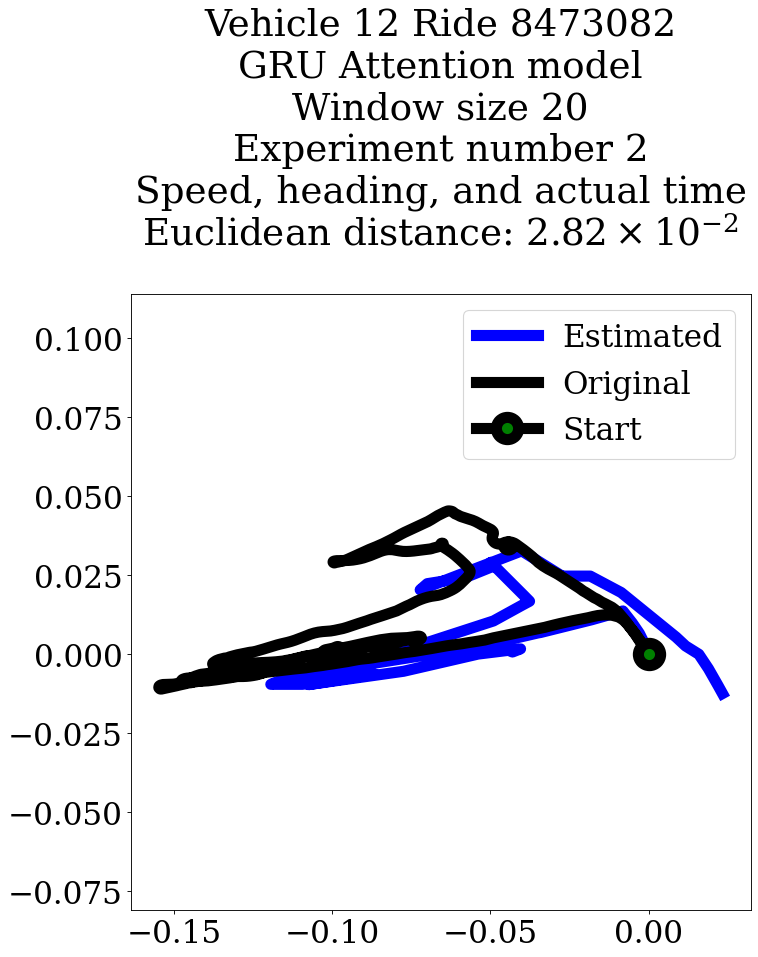 Vehicle 12 Ride 8473082
GRU Attention model
Window size 20
Experiment number 2
Speed, heading, and actual time
Euclidean distance: 2.82 × 10⁻²
Estimated
Original
Start
0.100
0.075
0.050
0.025
0.000
−0.025
−0.050
−0.075
−0.15 −0.10 −0.05 0.00